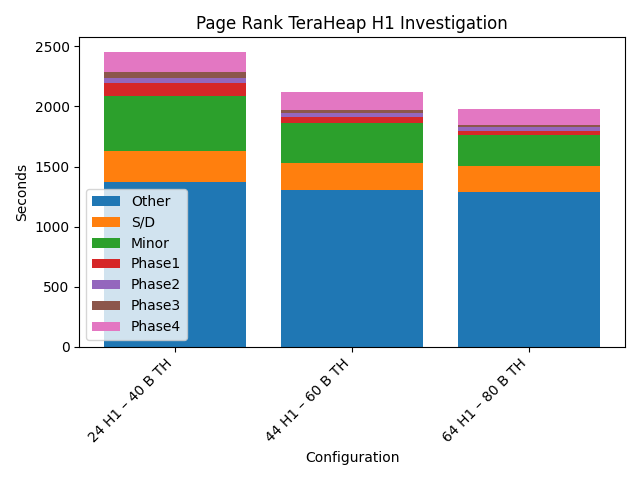 Page Rank TeraHeap H1 Investigation
2500
2000
1500
1000
500
0
Seconds
Other
S/D
Minor
Phase1
Phase2
Phase3
Phase4
24 H1 – 40 B TH
44 H1 – 60 B TH
64 H1 – 80 B TH
Configuration